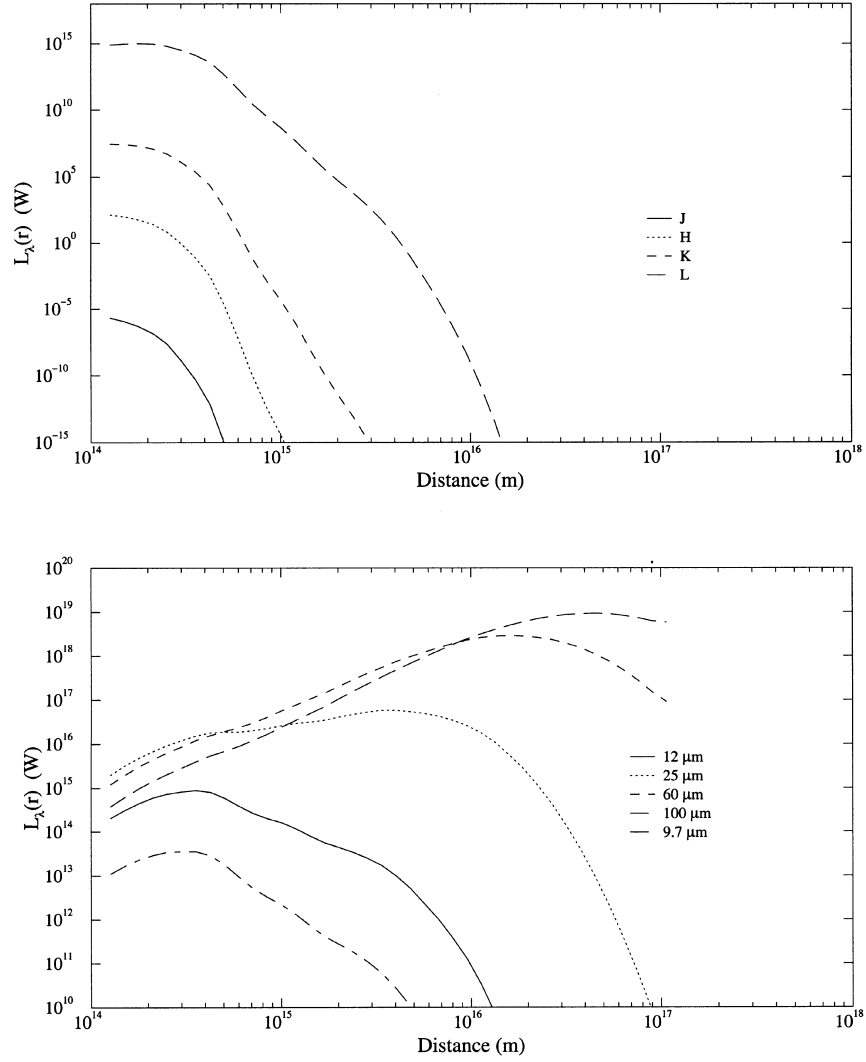 10^15
10^10
10^5
10^0
10^-5
10^-10
10^-15
L_λ(r) (W)
J
H
K
L
10^14 10^15 10^16 10^17 10^18
Distance (m)
10^20
10^19
10^18
10^17
10^16
10^15
10^14
10^13
10^12
10^11
10^10
L_λ(r) (W)
12 μm
25 μm
60 μm
100 μm
9.7 μm
10^14 10^15 10^16 10^17 10^18
Distance (m)